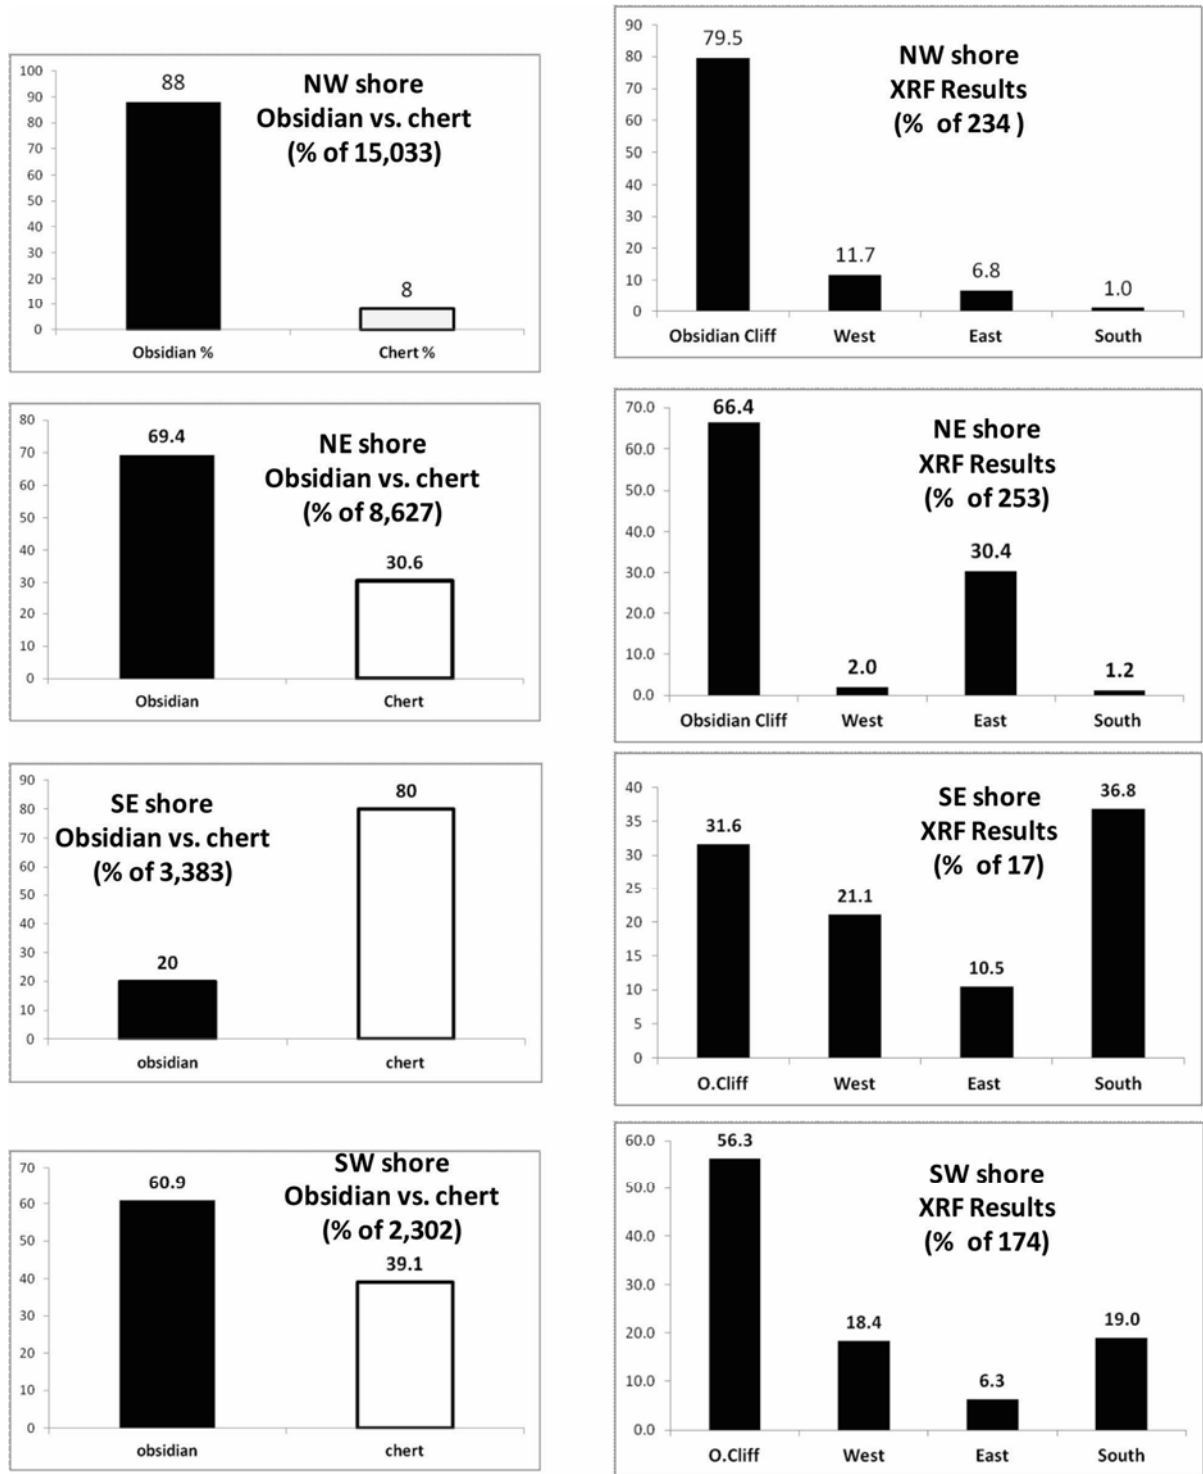 NW shore
Obsidian vs. chert
(% of 15,033)
100
90
80
70
60
50
40
30
20
10
0
88
8
Obsidian %
Chert %
NW shore
XRF Results
(% of 234 )
90
80
70
60
50
40
30
20
10
0
79.5
11.7
6.8
1.0
Obsidian Cliff
West
East
South
NE shore
Obsidian vs. chert
(% of 8,627)
80
70
60
50
40
30
20
10
0
69.4
30.6
Obsidian
Chert
NE shore
XRF Results
(% of 253)
70.0
60.0
50.0
40.0
30.0
20.0
10.0
0.0
66.4
2.0
30.4
1.2
Obsidian Cliff
West
East
South
SE shore
Obsidian vs. chert
(% of 3,383)
90
80
70
60
50
40
30
20
10
0
20
80
obsidian
chert
SE shore
XRF Results
(% of 17)
40
35
30
25
20
15
10
5
0
31.6
21.1
10.5
36.8
O.Cliff
West
East
South
SW shore
Obsidian vs. chert
(% of 2,302)
70
60
50
40
30
20
10
0
60.9
39.1
obsidian
chert
SW shore
XRF Results
(% of 174)
60.0
50.0
40.0
30.0
20.0
10.0
0.0
56.3
18.4
6.3
19.0
O.Cliff
West
East
South